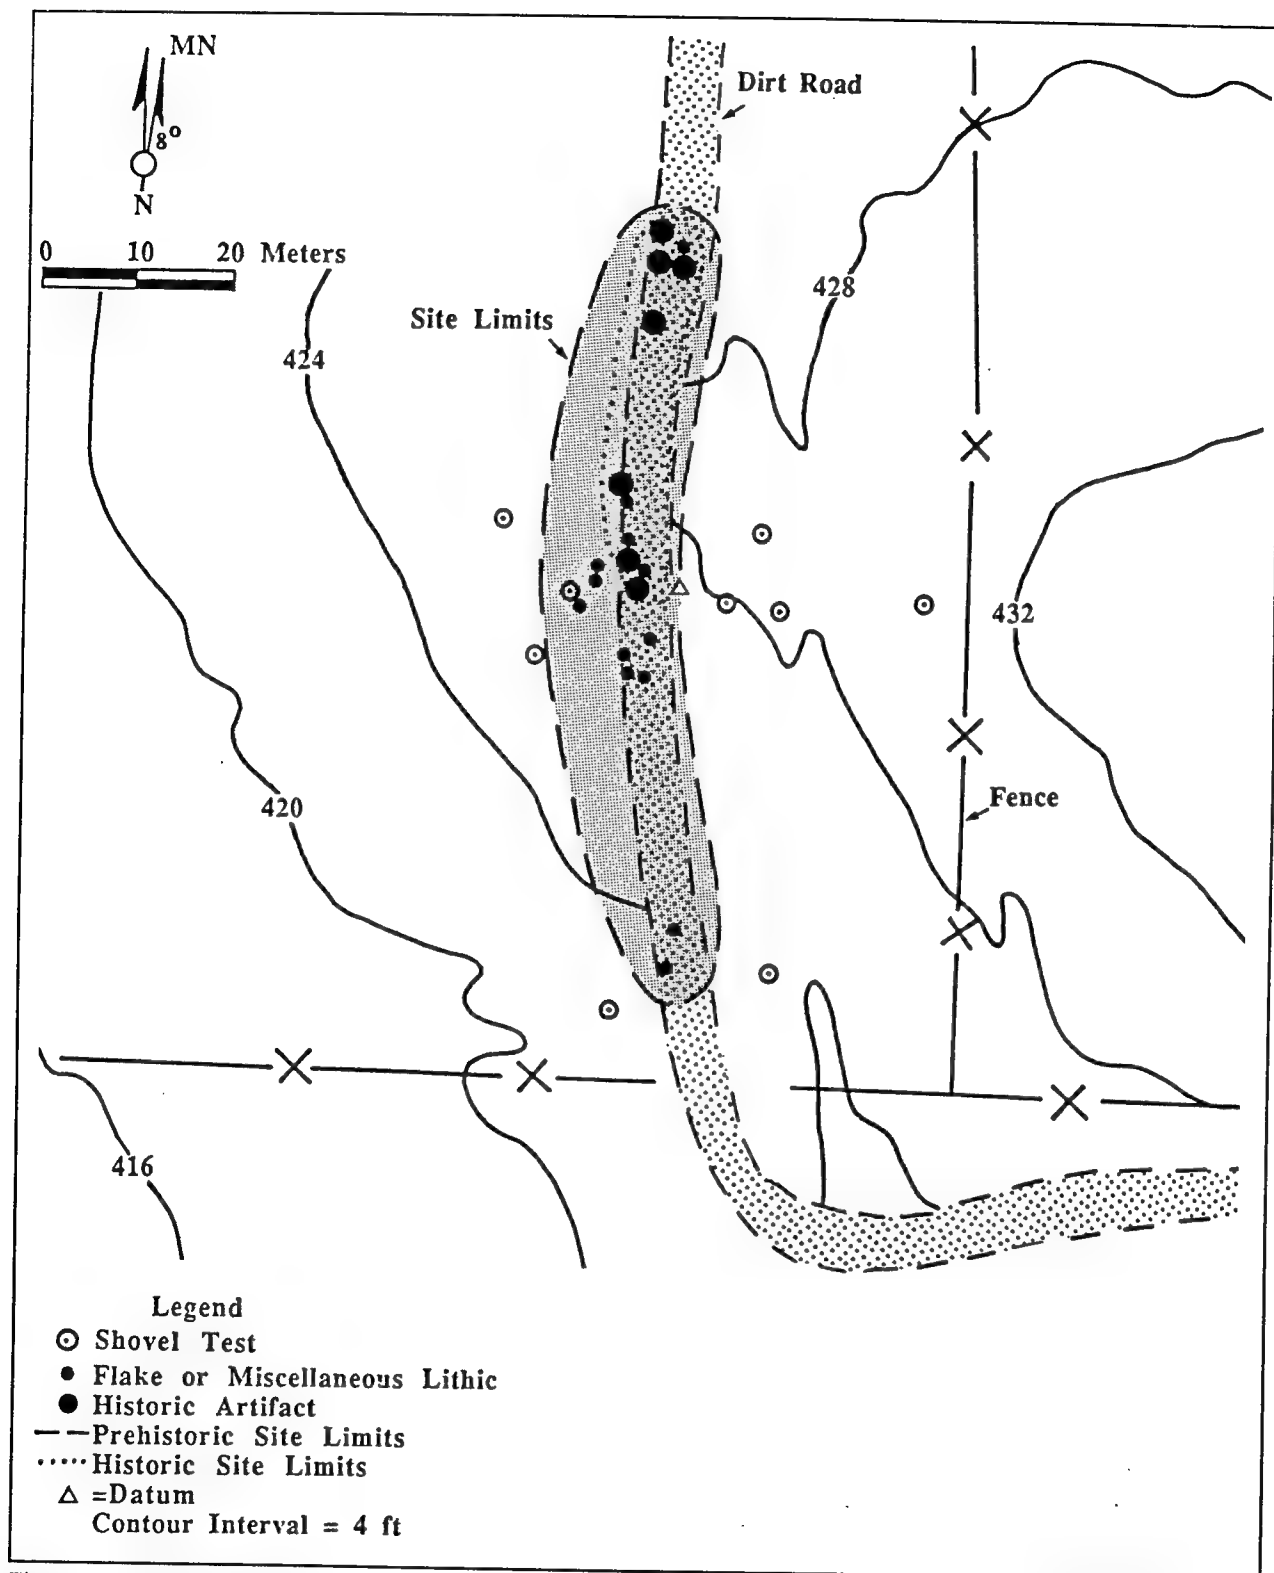 MN
8°
N
0 10 20 Meters
Dirt Road
Site Limits
428
424
432
420
Fence
416
Legend
Shovel Test
Flake or Miscellaneous Lithic
Historic Artifact
Prehistoric Site Limits
Historic Site Limits
=Datum
Contour Interval = 4 ft